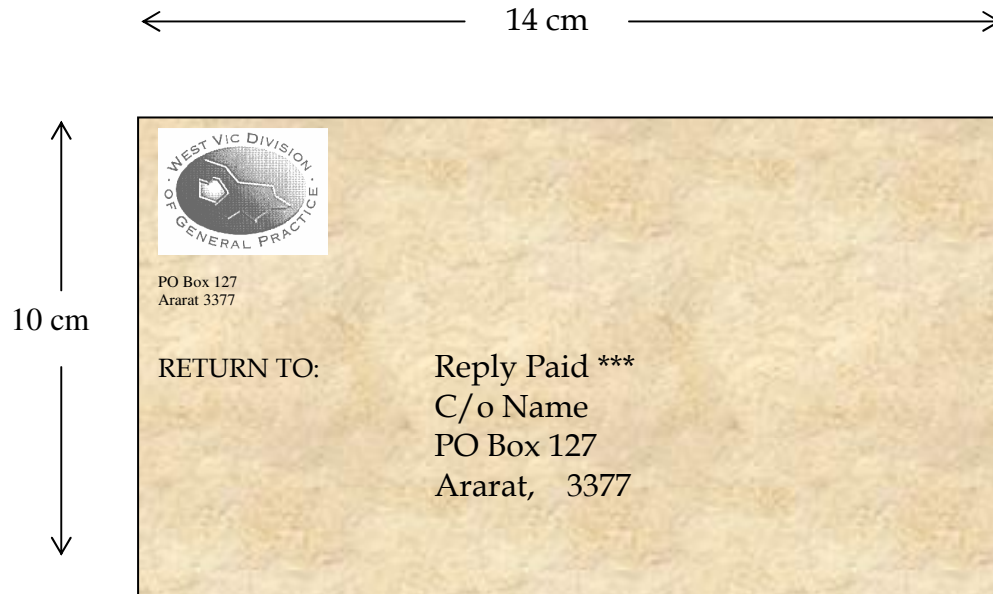 14 cm
WEST VIC DIVISION
OF GENERAL PRACTICE
PO Box 127
Ararat 3377
10 cm
RETURN TO: Reply Paid ***
C/o Name
PO Box 127
Ararat, 3377